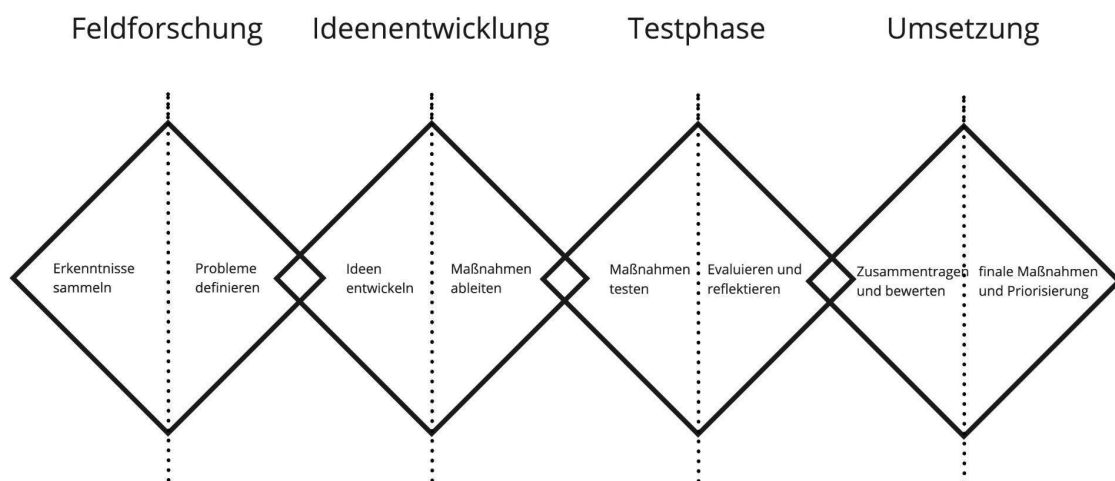 Feldforschung
Ideenentwicklung
Testphase
Umsetzung
Erkenntnisse
sammeln
Probleme
definieren
Ideen
entwickeln
Maßnahmen
ableiten
Maßnahmen
testen
Evaluieren und
reflektieren
Zusammentragen
und bewerten
finale Maßnahmen
und Priorisierung